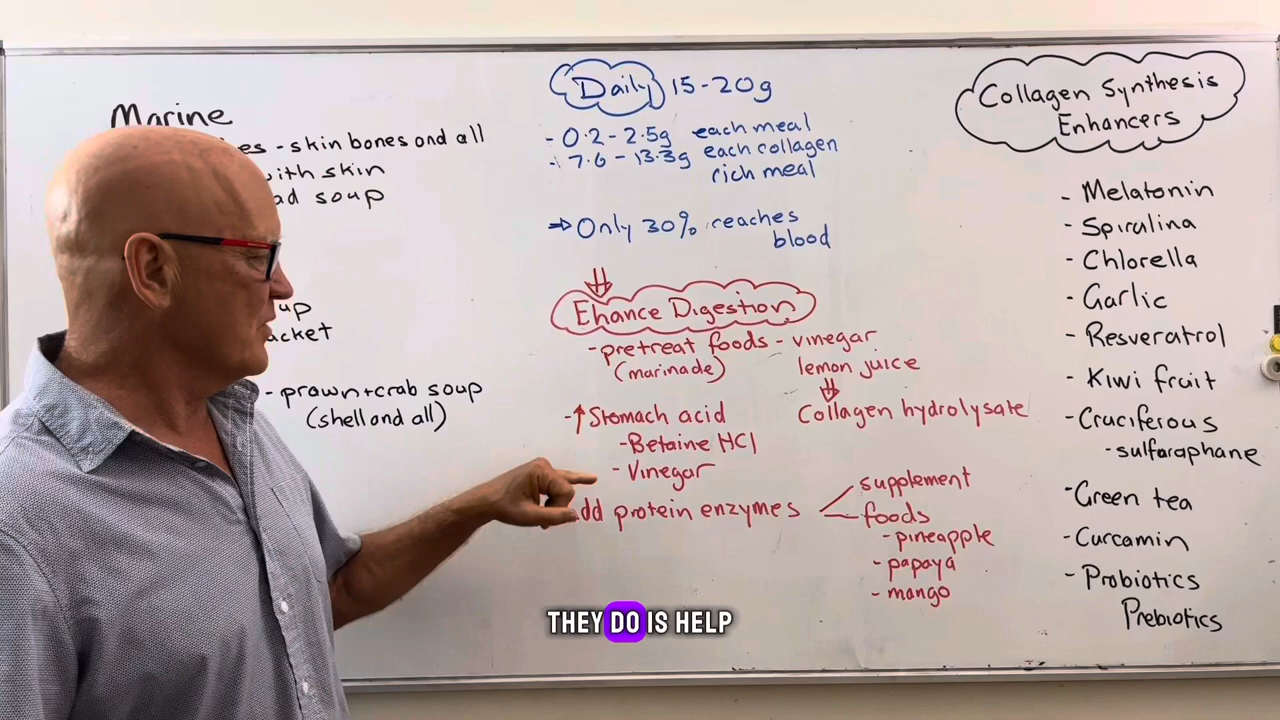 Marine
es - skin bones and all
ith skin
ad soup
up
acket
- prawn + crab soup
(shell and all)
Daily 15-20g
- 0.2 - 2.5g each meal
- 7.6 - 13.3g each collagen
rich meal
⇒ Only 30% reaches
blood
Ehance Digestion
- pretreat foods - vinegar
(marinade) lemon juice
Collagen hydrolysate
- ↑ Stomach acid
- Betaine HCl
- Vinegar
dd protein enzymes
supplement
foods
- pineapple
- papaya
- mango
Collagen Synthesis
Enhancers
- Melatonin
- Spirulina
- Chlorella
- Garlic
- Resveratrol
- Kiwi fruit
- Cruciferous
- sulforaphane
- Green tea
- Curcamin
- Probiotics
Prebiotics
THEY DO IS HELP